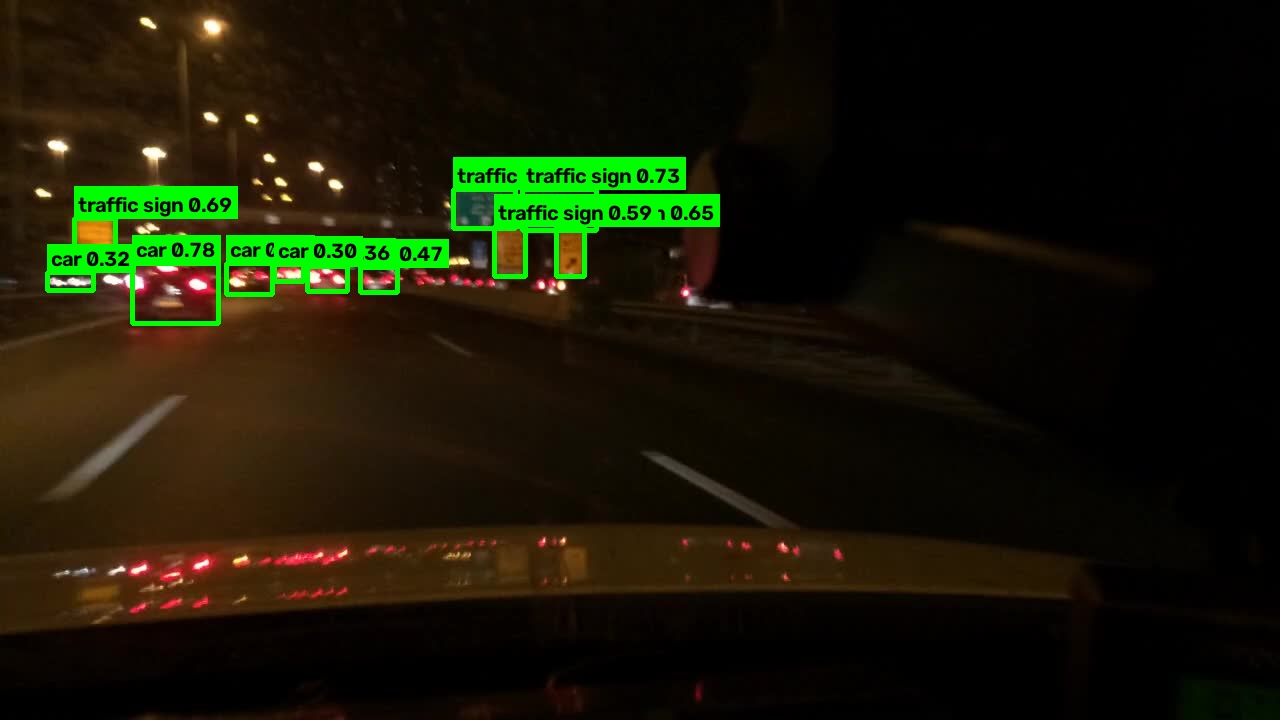 traffic traffic sign 0.73
traffic sign 0.69
traffic sign 0.59 0.65
car 0.32 car 0.78 car 0 car 0.30 36 0.47